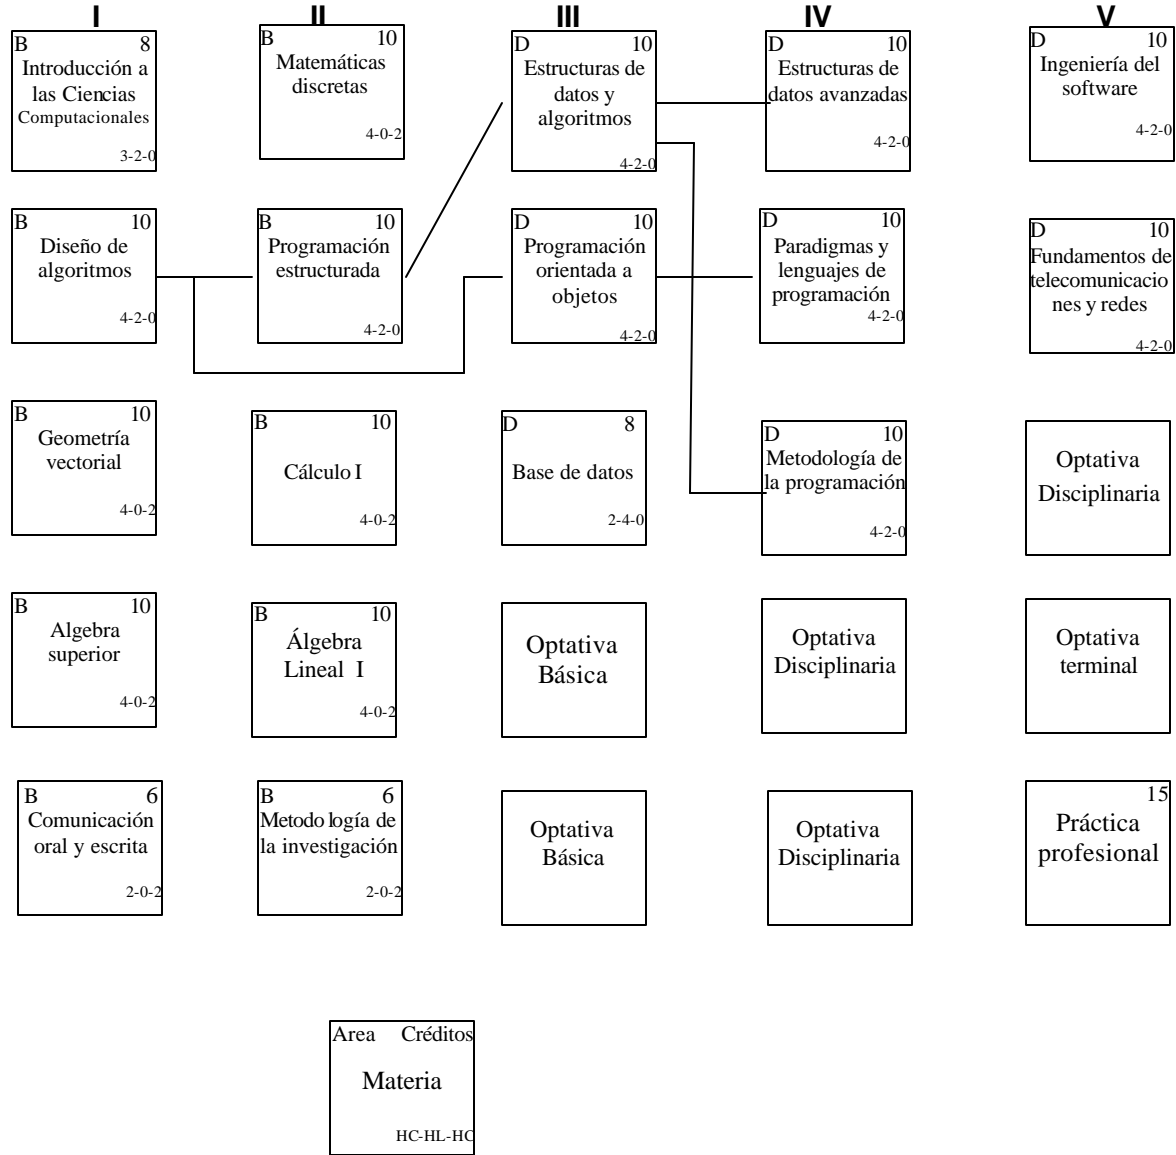 I
II
III
IV
V
B 8
Introducción a
las Ciencias
Computacionales
3-2-0
B 10
Matemáticas
discretas
4-0-2
D 10
Estructuras de
datos y
algoritmos
4-2-0
D 10
Estructuras de
datos avanzadas
4-2-0
D 10
Ingeniería del
software
4-2-0
B 10
Diseño de
algoritmos
4-2-0
B 10
Programación
estructurada
4-2-0
D 10
Programación
orientada a
objetos
4-2-0
D 10
Paradigmas y
lenguajes de
programación
4-2-0
D 10
Fundamentos de
telecomunicacio
nes y redes
4-2-0
B 10
Geometría
vectorial
4-0-2
B 10
Cálculo I
4-0-2
D 8
Base de datos
2-4-0
D 10
Metodología de
la programación
4-2-0
Optativa
Disciplinaria
B 10
Algebra
superior
4-0-2
B 10
Álgebra
Lineal I
4-0-2
Optativa
Básica
Optativa
Disciplinaria
Optativa
terminal
B 6
Comunicación
oral y escrita
2-0-2
B 6
Metodología de
la investigación
2-0-2
Optativa
Básica
Optativa
Disciplinaria
15
Práctica
profesional
Area Créditos
Materia
HC-HL-HC